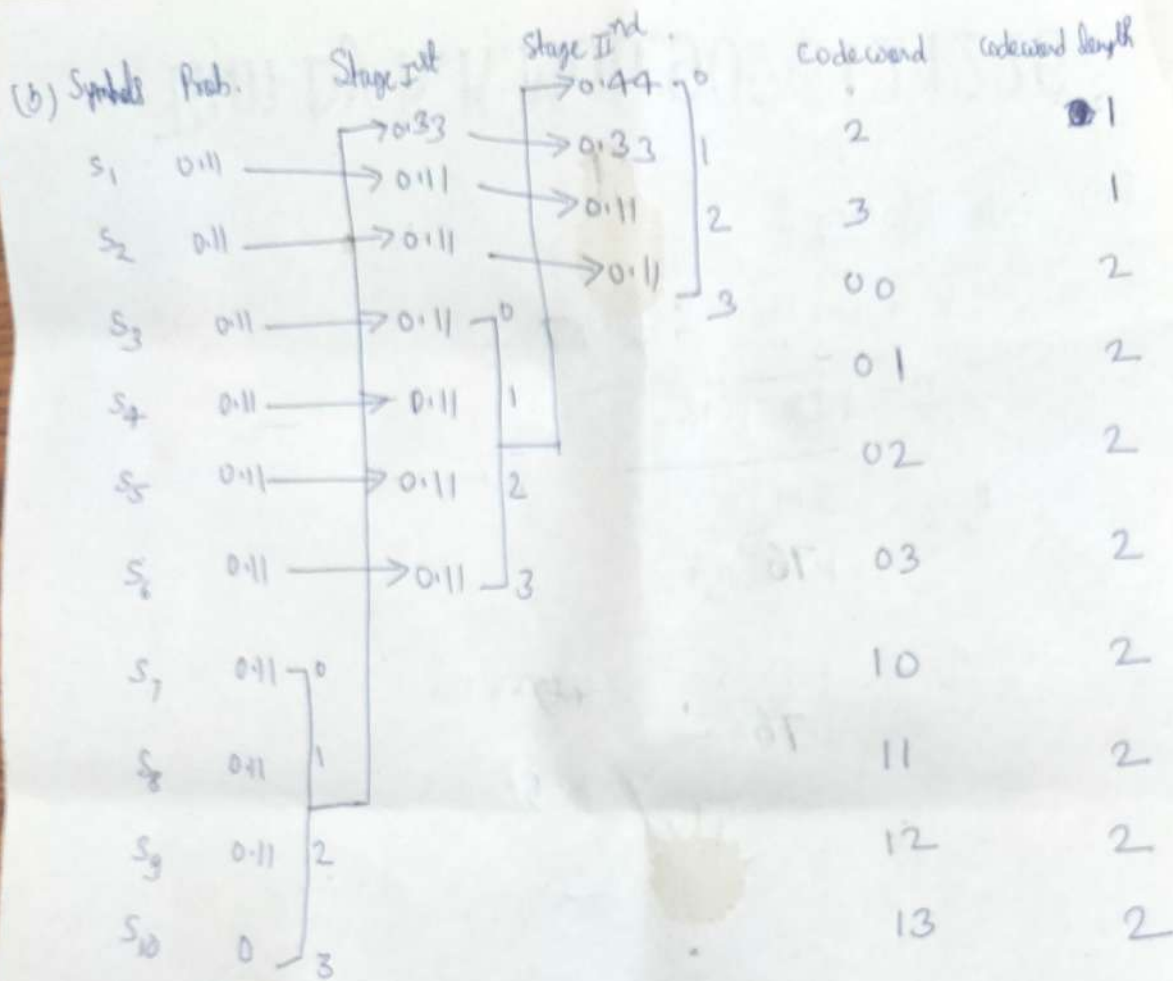 (b) Symbols Prob. Stage Ist Stage IInd. codeword codeword length
0.44 0
0.33 0.33 1 2 1
S1 0.11 0.11 0.11 2
S2 0.11 0.11 0.11 3 3 1
S3 0.11 0.11 0 00 2
S4 0.11 0.11 1 01 2
S5 0.11 0.11 2 02 2
S6 0.11 0.11 3 03 2
S7 0.11 0 10 2
S8 0.11 1 11 2
S9 0.11 2 12 2
S10 0 3 13 2